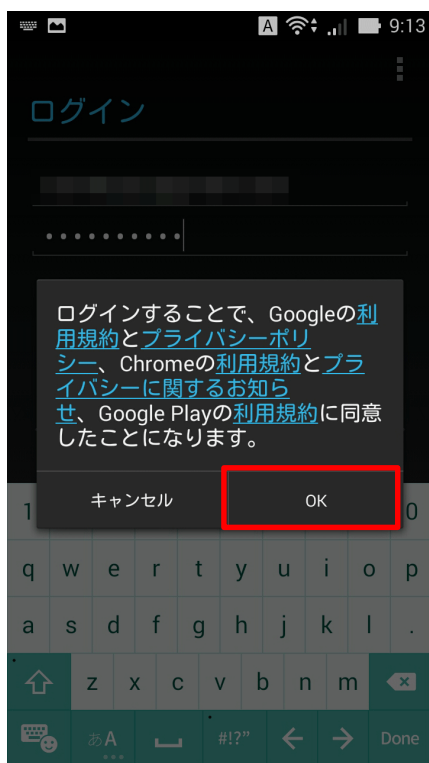 A 9:13
ログイン
••••••••••
ログインすることで、Googleの利
用規約とプライバシーポリ
シー、Chromeの利用規約とプラ
イバシーに関するお知ら
せ、Google Playの利用規約に同意
したことになります。
キャンセル OK
1 0
q w e r t y u i o p
a s d f g h j k l .
z x c v b n m
あA #!?" ← → Done